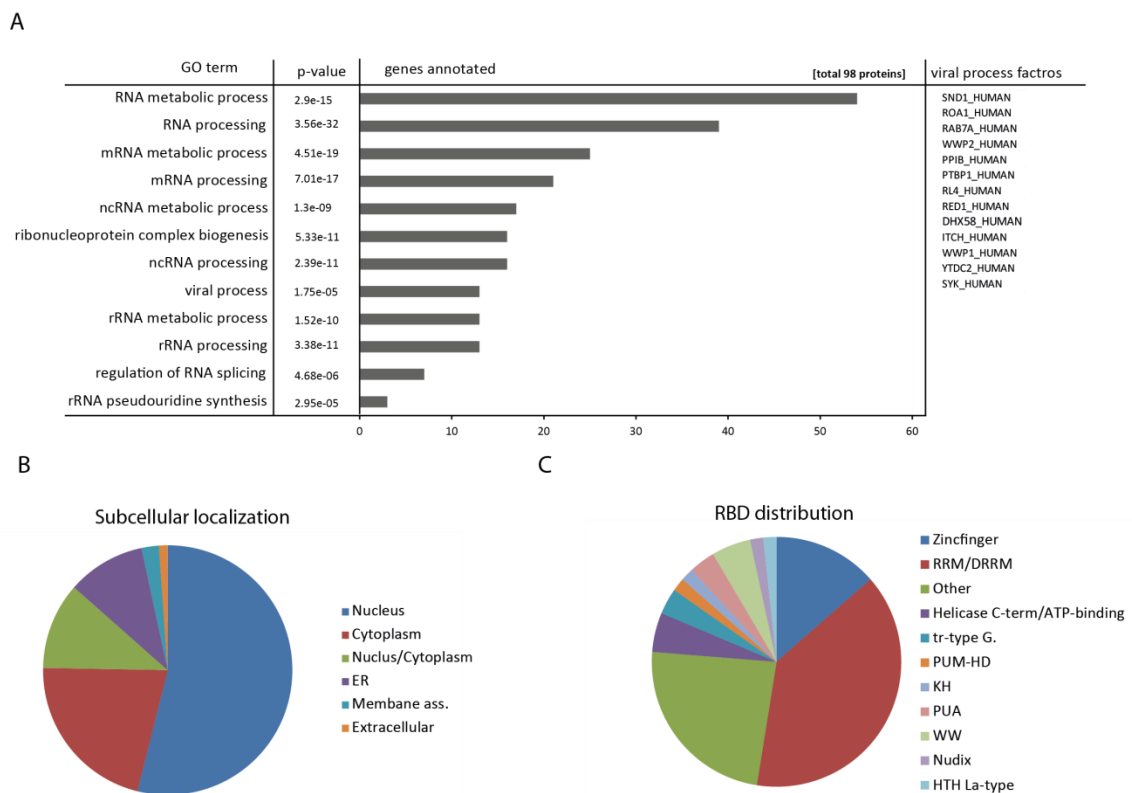 A
GO term p-value genes annotated [total 98 proteins] viral process factros
RNA metabolic process 2.9e-15
RNA processing 3.56e-32
mRNA metabolic process 4.51e-19
mRNA processing 7.01e-17
ncRNA metabolic process 1.3e-09
ribonucleoprotein complex biogenesis 5.33e-11
ncRNA processing 2.39e-11
viral process 1.75e-05
rRNA metabolic process 1.52e-10
rRNA processing 3.38e-11
regulation of RNA splicing 4.68e-06
rRNA pseudouridine synthesis 2.95e-05
0 10 20 30 40 50 60
SND1_HUMAN
ROA1_HUMAN
RAB7A_HUMAN
WWP2_HUMAN
PPIB_HUMAN
PTBP1_HUMAN
RL4_HUMAN
RED1_HUMAN
DHX58_HUMAN
ITCH_HUMAN
WWP1_HUMAN
YTDC2_HUMAN
SYK_HUMAN
B
Subcellular localization
Nucleus
Cytoplasm
Nuclus/Cytoplasm
ER
Membane ass.
Extracellular
C
RBD distribution
Zincfinger
RRM/DRRM
Other
Helicase C-term/ATP-binding
tr-type G.
PUM-HD
KH
PUA
WW
Nudix
HTH La-type